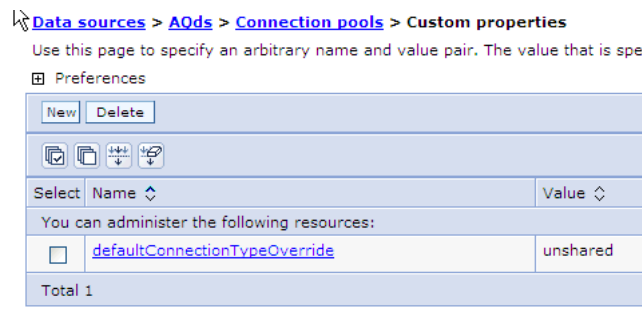 Data sources > AQds > Connection pools > Custom properties
Use this page to specify an arbitrary name and value pair. The value that is spe
Preferences
New Delete
Select Name Value
You can administer the following resources:
defaultConnectionTypeOverride unshared
Total 1